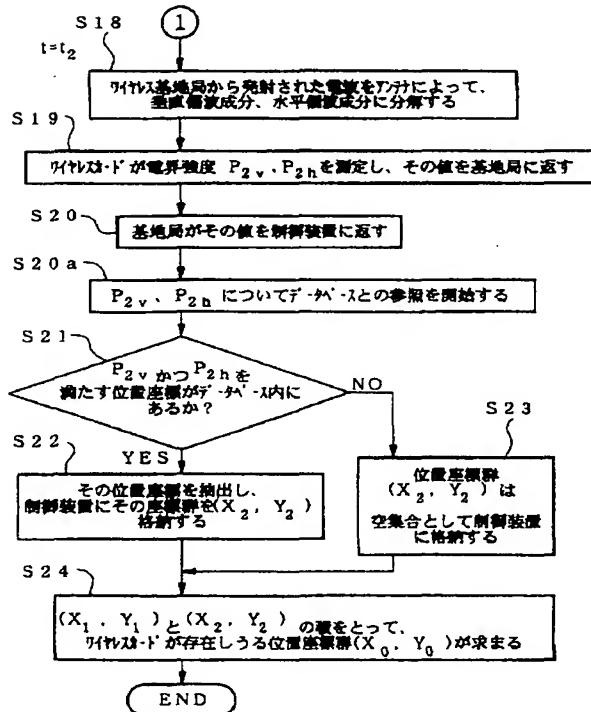 S18
1
t=t2
ワイヤレス基地局から発射された電波をアンテナによって、
垂直偏波成分、水平偏波成分に分解する
S19
ワイヤレスカードが電界強度 P2v、P2hを測定し、その値を基地局に返す
S20
基地局がその値を制御装置に返す
S20a
P2v、P2h についてデータベースとの参照を開始する
S21
P2v かつ P2hを
満たす位置座標がデータベース内に
あるか?
NO
YES
S22
その位置座標を抽出し、
制御装置にその座標群を(X2, Y2)
格納する
S23
位置座標群
(X2, Y2) は
空集合として制御装置
に格納する
S24
(X1, Y1)と(X2, Y2) の積をとって、
ワイヤレスカードが存在しうる位置座標群(X0, Y0)が求まる
END